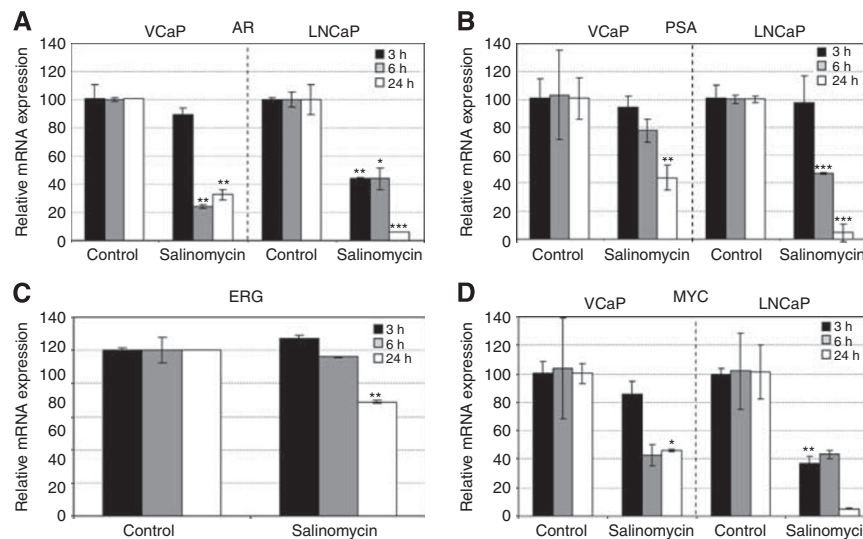 A
VCaP AR LNCaP
Relative mRNA expression
140
120
100
80
60
40
20
0
3 h
6 h
24 h
**
**
**
*
***
Control Salinomycin Control Salinomycin
B
VCaP PSA LNCaP
Relative mRNA expression
140
120
100
80
60
40
20
0
3 h
6 h
24 h
**
***
***
Control Salinomycin Control Salinomycin
C
ERG
Relative mRNA expression
140
120
100
80
60
40
20
0
3 h
6 h
24 h
**
Control Salinomycin
D
VCaP MYC LNCaP
Relative mRNA expression
140
120
100
80
60
40
20
0
3 h
6 h
24 h
*
**
Control Salinomycin Control Salinomycin